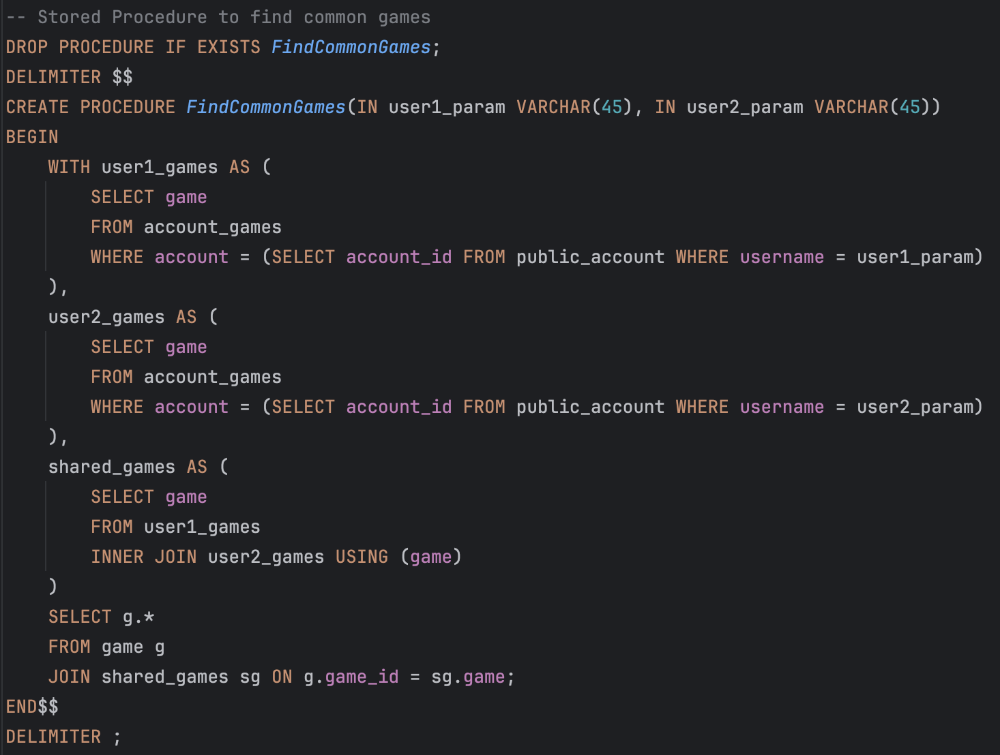 -- Stored Procedure to find common games
DROP PROCEDURE IF EXISTS FindCommonGames;
DELIMITER $$
CREATE PROCEDURE FindCommonGames(IN user1_param VARCHAR(45), IN user2_param VARCHAR(45))
BEGIN
    WITH user1_games AS (
        SELECT game
        FROM account_games
        WHERE account = (SELECT account_id FROM public_account WHERE username = user1_param)
    ),
    user2_games AS (
        SELECT game
        FROM account_games
        WHERE account = (SELECT account_id FROM public_account WHERE username = user2_param)
    ),
    shared_games AS (
        SELECT game
        FROM user1_games
        INNER JOIN user2_games USING (game)
    )
    SELECT g.*
    FROM game g
    JOIN shared_games sg ON g.game_id = sg.game;
END$$
DELIMITER ;